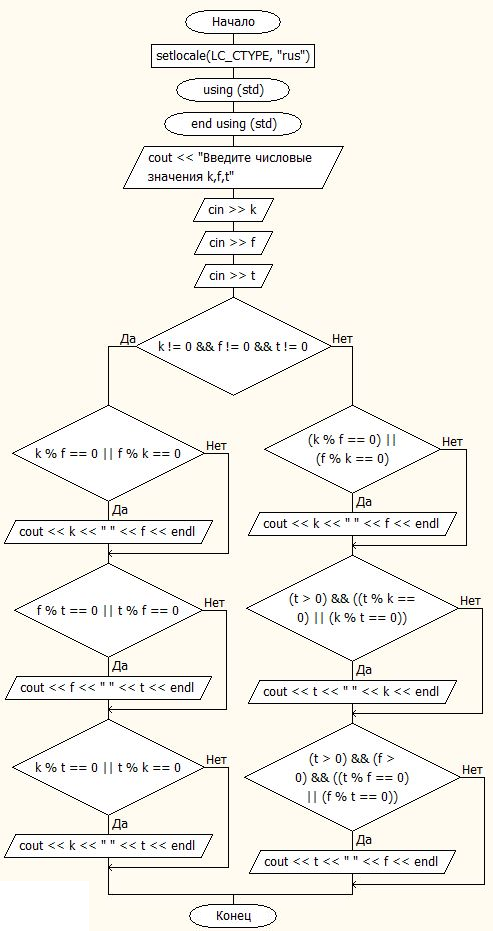 Начало
setlocale(LC_CTYPE, "rus")
using (std)
end using (std)
cout << "Введите числовые
значения k,f,t"
cin >> k
cin >> f
cin >> t
Да
k != 0 && f != 0 && t != 0
Нет
k % f == 0 || f % k == 0
Нет
Да
cout << k << " " << f << endl
f % t == 0 || t % f == 0
Нет
Да
cout << f << " " << t << endl
k % t == 0 || t % k == 0
Нет
Да
cout << k << " " << t << endl
(k % f == 0) ||
(f % k == 0)
Нет
Да
cout << k << " " << f << endl
(t > 0) && ((t % k ==
0) || (k % t == 0))
Нет
Да
cout << t << " " << k << endl
(t > 0) && (f >
0) && ((t % f == 0)
|| (f % t == 0))
Нет
Да
cout << t << " " << f << endl
Конец